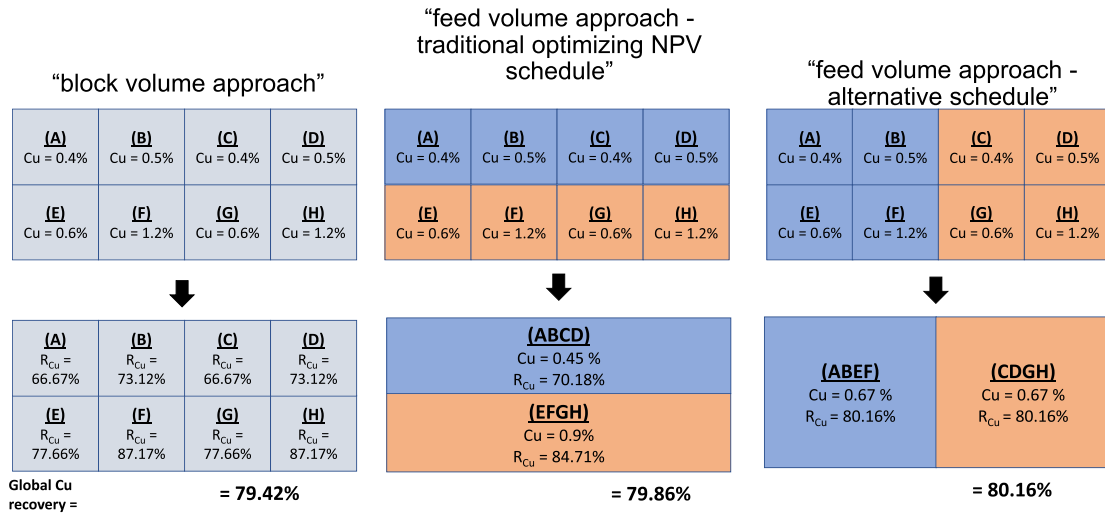 “block volume approach”
(A)
Cu = 0.4%
(B)
Cu = 0.5%
(C)
Cu = 0.4%
(D)
Cu = 0.5%
(E)
Cu = 0.6%
(F)
Cu = 1.2%
(G)
Cu = 0.6%
(H)
Cu = 1.2%
(A)
RCu =
66.67%
(B)
RCu =
73.12%
(C)
RCu =
66.67%
(D)
RCu =
73.12%
(E)
RCu =
77.66%
(F)
RCu =
87.17%
(G)
RCu =
77.66%
(H)
RCu =
87.17%
Global Cu
recovery =
= 79.42%
“feed volume approach -
traditional optimizing NPV
schedule”
(A)
Cu = 0.4%
(B)
Cu = 0.5%
(C)
Cu = 0.4%
(D)
Cu = 0.5%
(E)
Cu = 0.6%
(F)
Cu = 1.2%
(G)
Cu = 0.6%
(H)
Cu = 1.2%
(ABCD)
Cu = 0.45 %
RCu = 70.18%
(EFGH)
Cu = 0.9%
RCu = 84.71%
= 79.86%
“feed volume approach -
alternative schedule”
(A)
Cu = 0.4%
(B)
Cu = 0.5%
(C)
Cu = 0.4%
(D)
Cu = 0.5%
(E)
Cu = 0.6%
(F)
Cu = 1.2%
(G)
Cu = 0.6%
(H)
Cu = 1.2%
(ABEF)
Cu = 0.67 %
RCu = 80.16%
(CDGH)
Cu = 0.67 %
RCu = 80.16%
= 80.16%